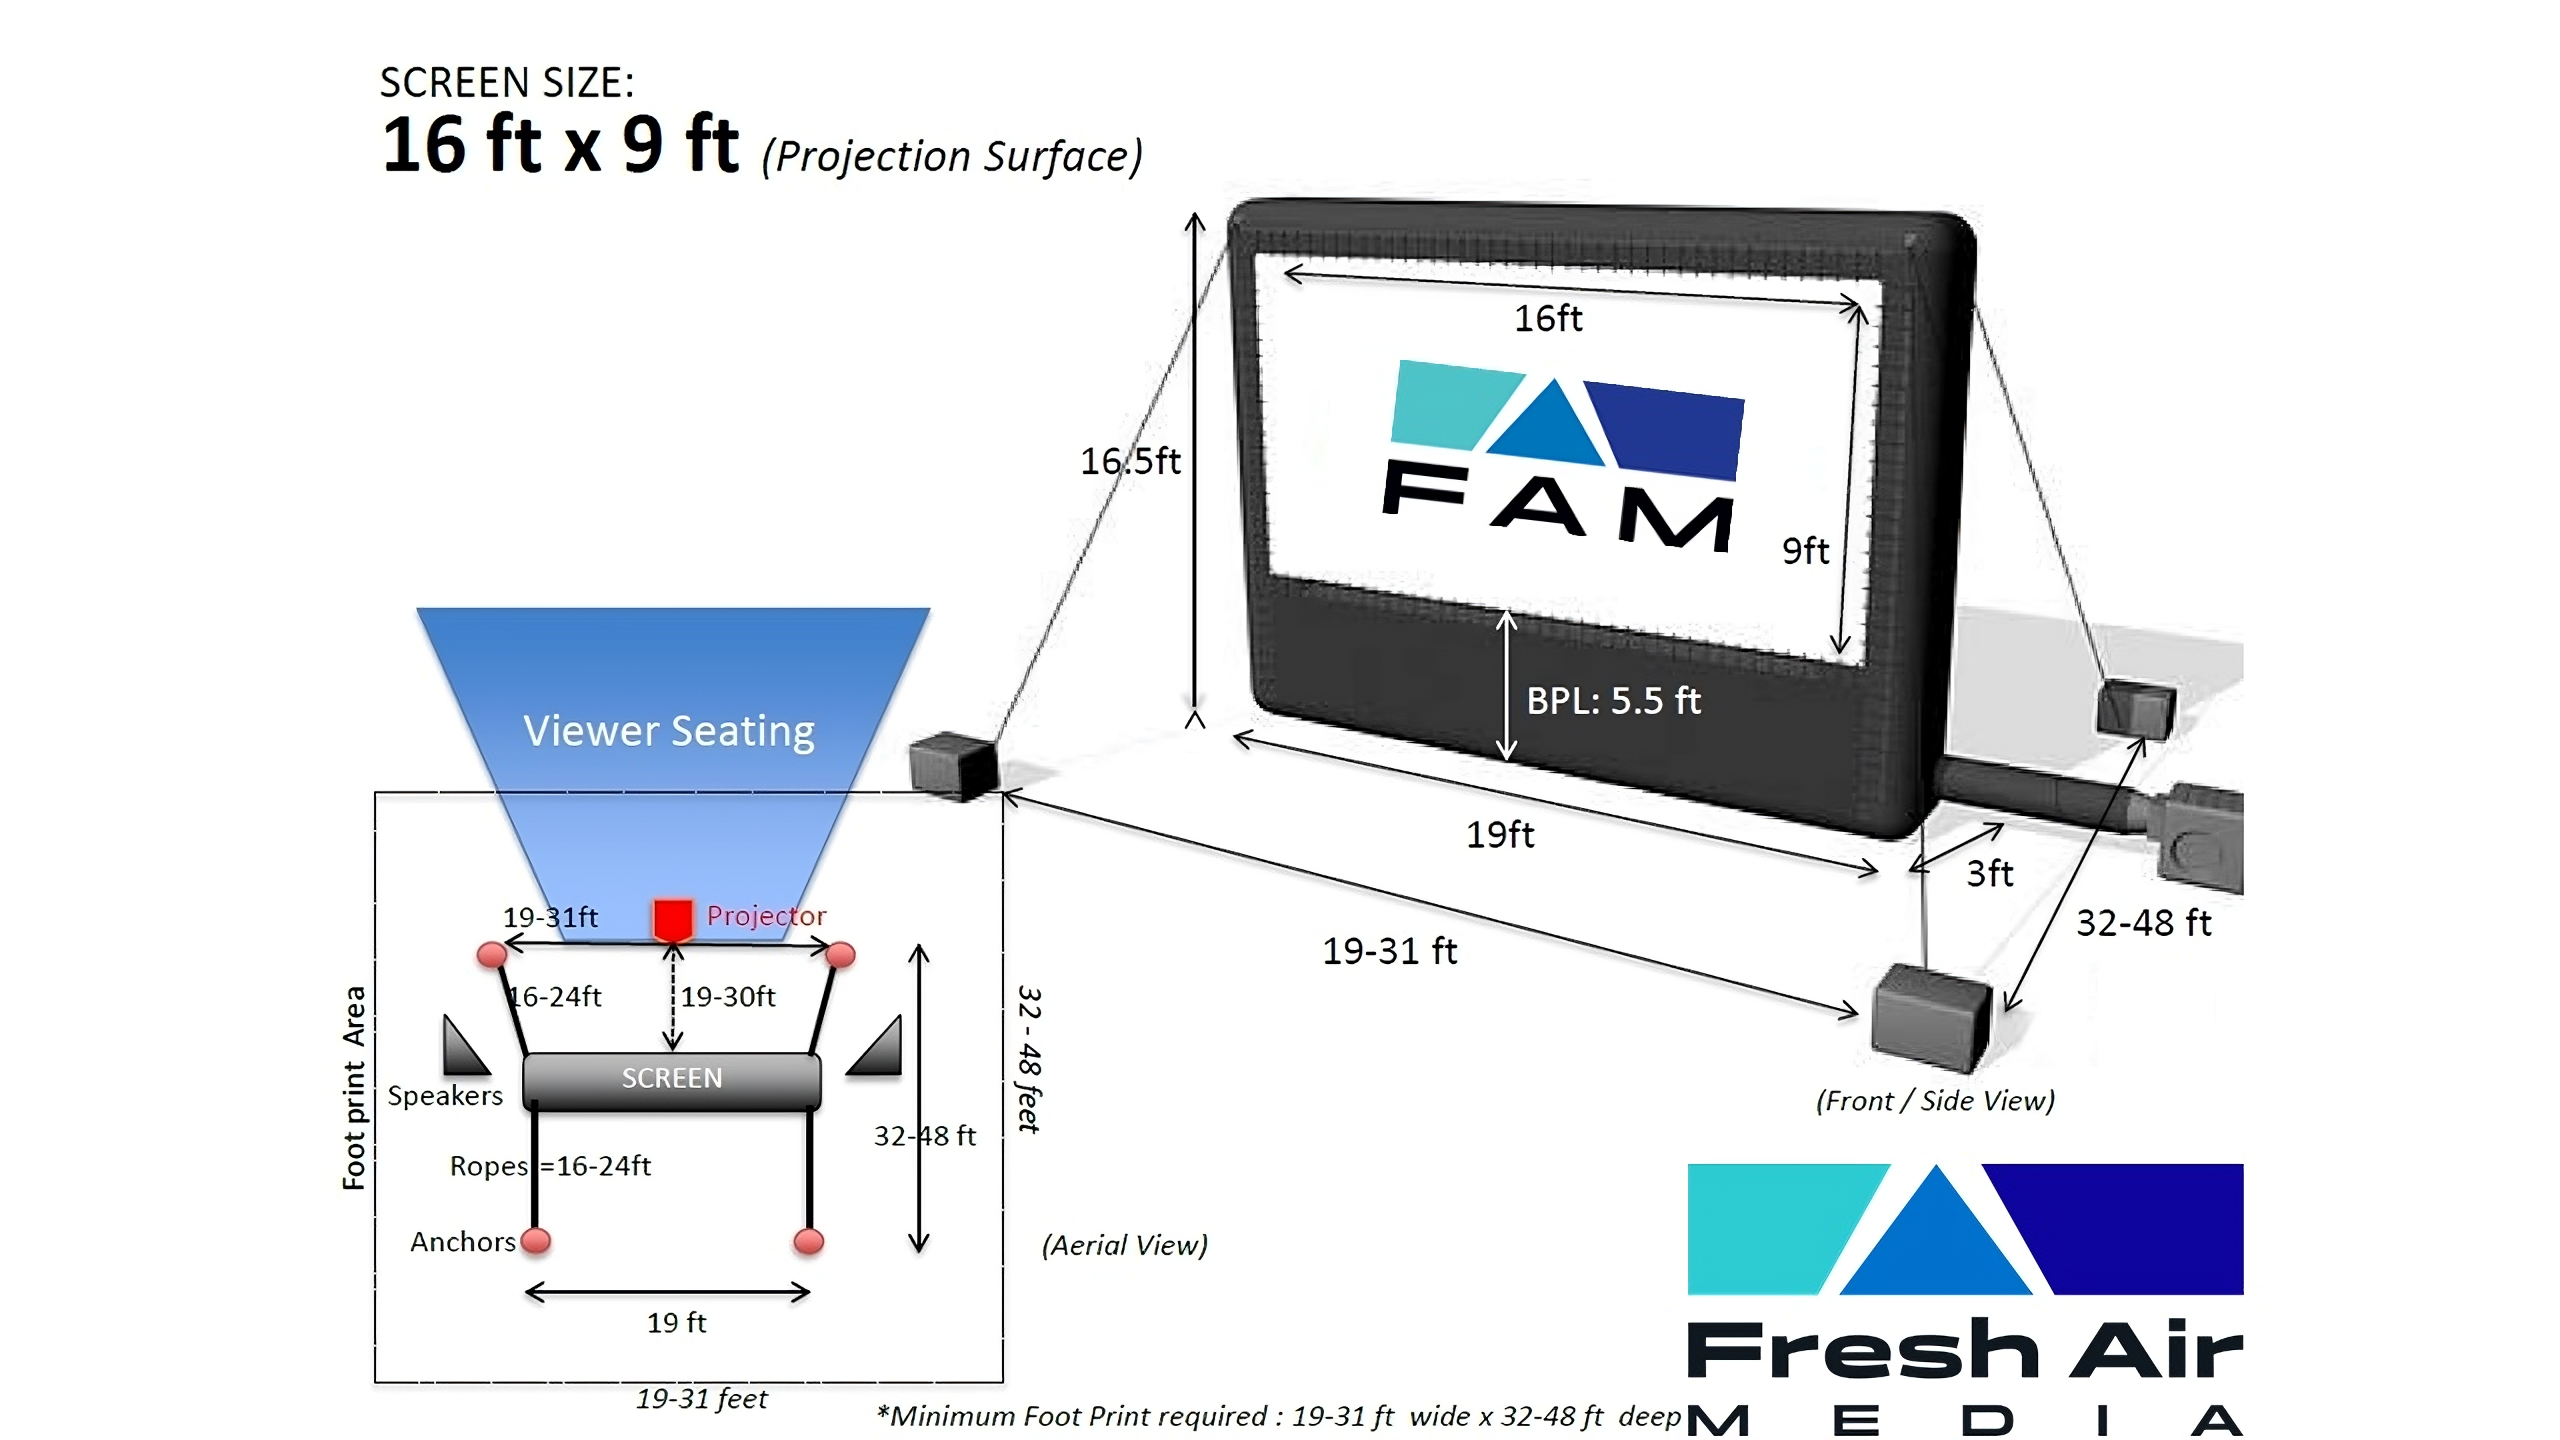 SCREEN SIZE:
16 ft x 9 ft (Projection Surface)
16ft
16.5ft
FAM
9ft
BPL: 5.5 ft
19ft
3ft
32-48 ft
19-31 ft
(Front / Side View)
Viewer Seating
19-31ft
Projector
16-24ft
19-30ft
SCREEN
Speakers
Foot print Area
32 - 48 feet
32-48 ft
Ropes =16-24ft
Anchors
(Aerial View)
19 ft
19-31 feet
*Minimum Foot Print required : 19-31 ft wide x 32-48 ft deep
Fresh Air
MEDIA